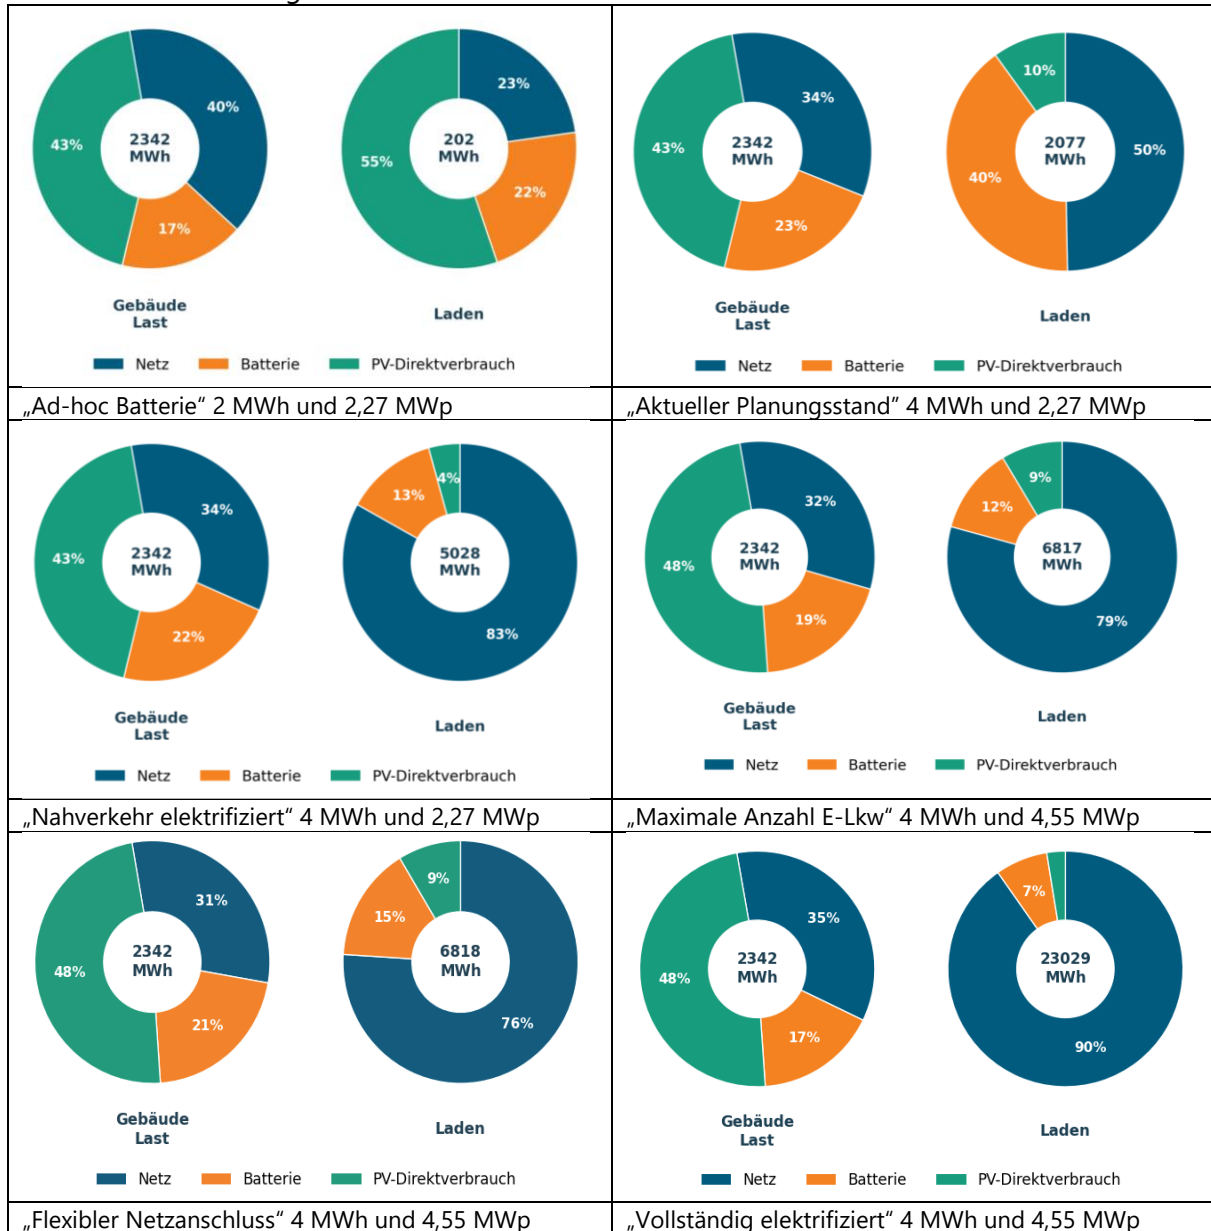 40%
43%
17%
2342
MWh
Gebäude
Last
23%
55%
22%
202
MWh
Laden
Netz Batterie PV-Direktverbrauch
„Ad-hoc Batterie“ 2 MWh und 2,27 MWp
34%
43%
23%
2342
MWh
Gebäude
Last
10%
40%
50%
2077
MWh
Laden
Netz Batterie PV-Direktverbrauch
„Aktueller Planungsstand“ 4 MWh und 2,27 MWp
34%
43%
22%
2342
MWh
Gebäude
Last
4%
13%
83%
5028
MWh
Laden
Netz Batterie PV-Direktverbrauch
„Nahverkehr elektrifiziert“ 4 MWh und 2,27 MWp
32%
48%
19%
2342
MWh
Gebäude
Last
9%
12%
79%
6817
MWh
Laden
Netz Batterie PV-Direktverbrauch
„Maximale Anzahl E-Lkw“ 4 MWh und 4,55 MWp
31%
48%
21%
2342
MWh
Gebäude
Last
9%
15%
76%
6818
MWh
Laden
Netz Batterie PV-Direktverbrauch
„Flexibler Netzanschluss“ 4 MWh und 4,55 MWp
35%
48%
17%
2342
MWh
Gebäude
Last
7%
90%
23029
MWh
Laden
Netz Batterie PV-Direktverbrauch
„Vollständig elektrifiziert“ 4 MWh und 4,55 MWp